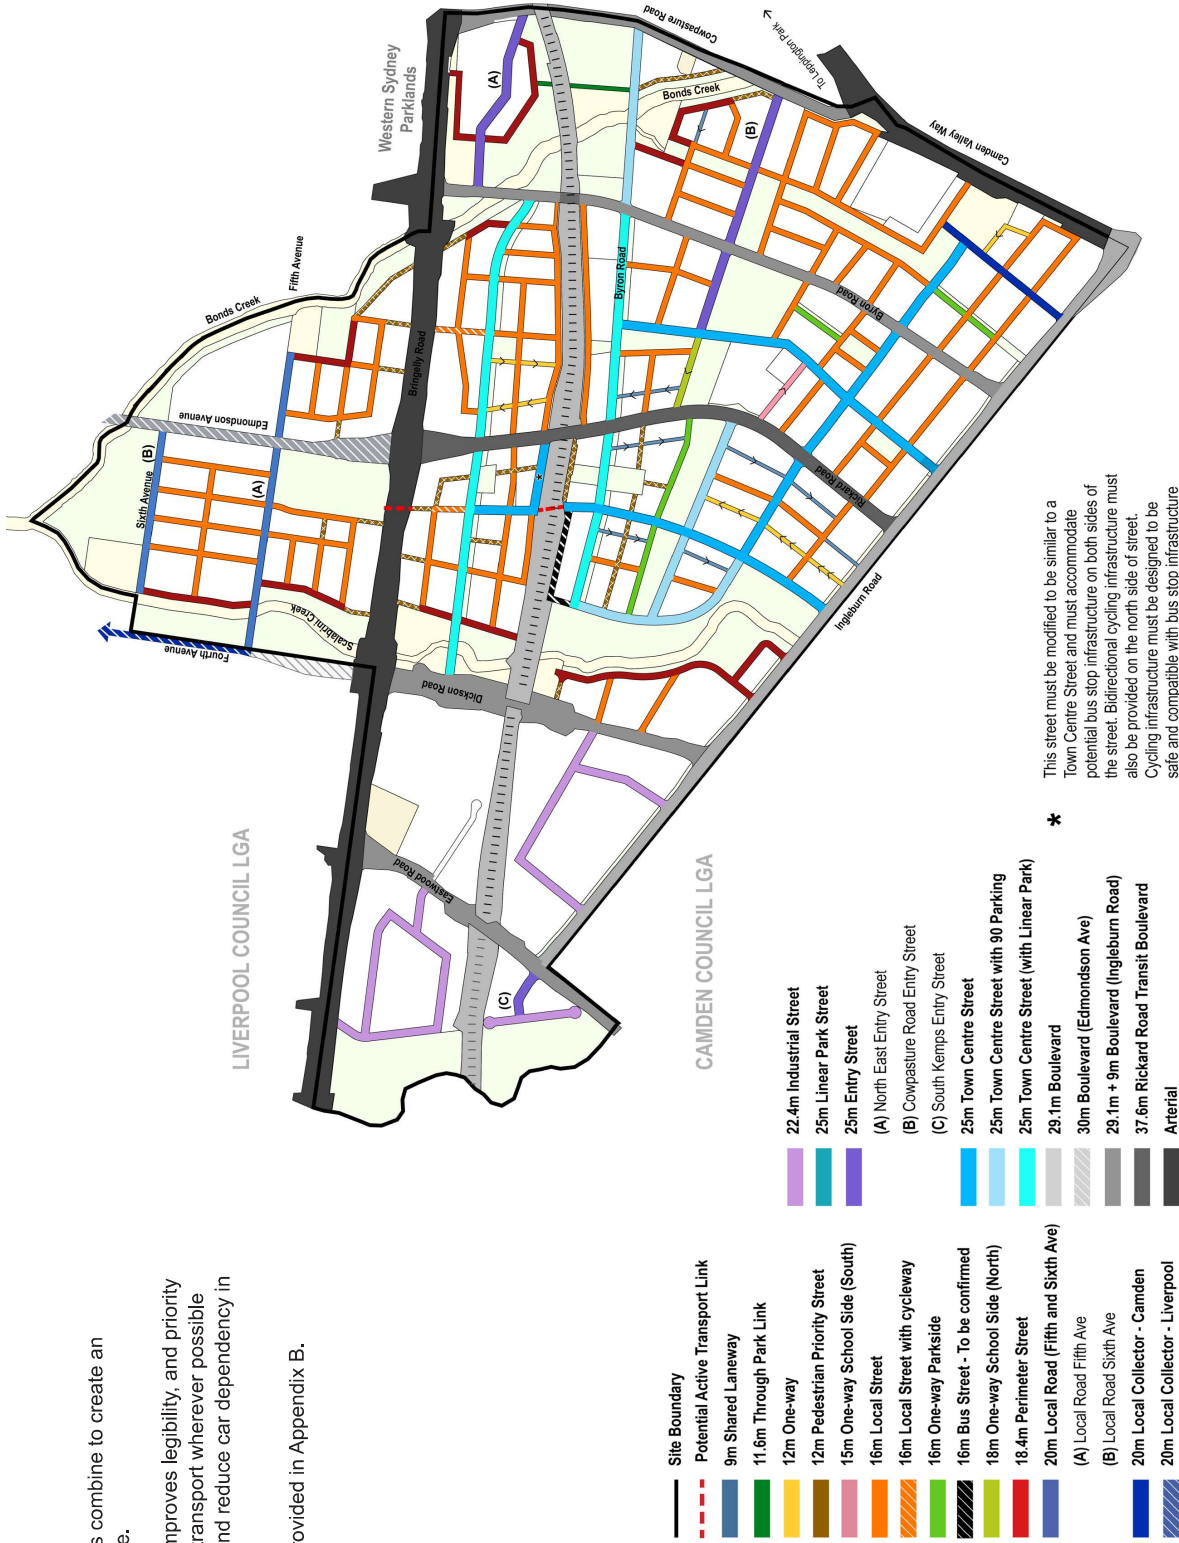 s combine to create an
e.
mproves legibility, and priority
transport wherever possible
nd reduce car dependency in
ovided in Appendix B.
Western Sydney
Parklands
LIVERPOOL COUNCIL LGA
CAMDEN COUNCIL LGA
Cowpasture Road
To Leppington Park
Camden Valley Way
Bonds Creek
Bonds Creek
Fifth Avenue
Edmondson Avenue
Sixth Avenue
(B)
(A)
Fourth Avenue
Scalabrini Creek
Bringelly Road
Dickson Road
Eastwood Road
(C)
(A)
(B)
Byron Road
Byron Road
Rickard Road
Ingleburn Road
*
Site Boundary
Potential Active Transport Link
9m Shared Laneway
11.6m Through Park Link
12m One-way
12m Pedestrian Priority Street
15m One-way School Side (South)
16m Local Street
16m Local Street with cycleway
16m One-way Parkside
16m Bus Street - To be confirmed
18m One-way School Side (North)
18.4m Perimeter Street
20m Local Road (Fifth and Sixth Ave)
(A) Local Road Fifth Ave
(B) Local Road Sixth Ave
20m Local Collector - Camden
20m Local Collector - Liverpool
22.4m Industrial Street
25m Linear Park Street
25m Entry Street
(A) North East Entry Street
(B) Cowpasture Road Entry Street
(C) South Kemps Entry Street
25m Town Centre Street
25m Town Centre Street with 90 Parking
25m Town Centre Street (with Linear Park)
29.1m Boulevard
30m Boulevard (Edmondson Ave)
29.1m + 9m Boulevard (Ingleburn Road)
37.6m Rickard Road Transit Boulevard
Arterial
*
This street must be modified to be similar to a
Town Centre Street and must accommodate
potential bus stop infrastructure on both sides of
the street. Bidirectional cycling infrastructure must
also be provided on the north side of street.
Cycling infrastructure must be designed to be
safe and compatible with bus stop infrastructure